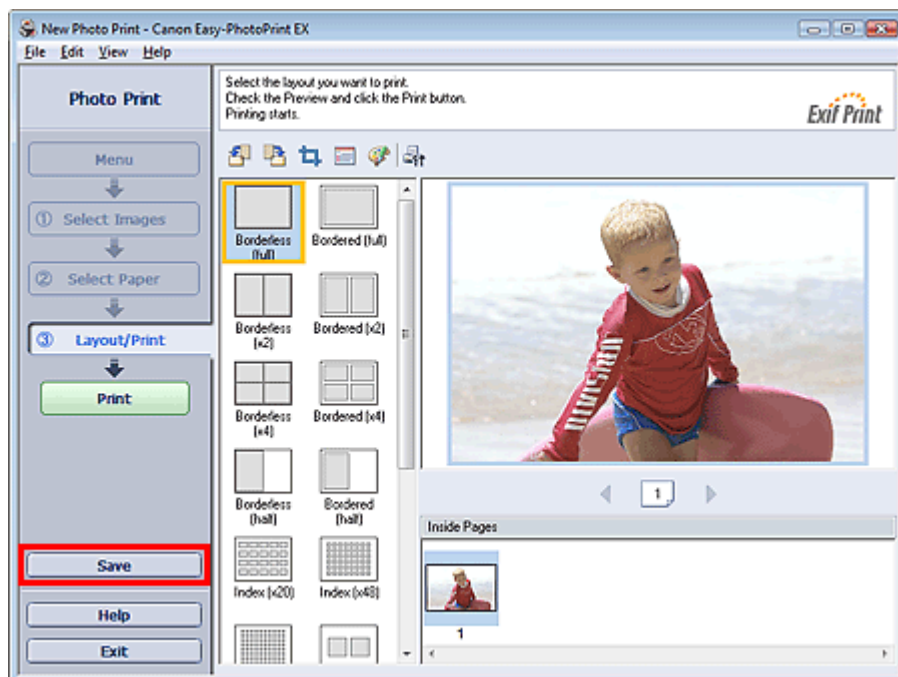 New Photo Print - Canon Easy-PhotoPrint EX
File Edit View Help
Photo Print
Select the layout you want to print.
Check the Preview and click the Print button.
Printing starts.
Exif Print
Menu
① Select Images
② Select Paper
③ Layout/Print
Print
Save
Help
Exit
Borderless
(full)
Bordered (full)
Borderless
(x2)
Bordered (x2)
Borderless
(x4)
Bordered (x4)
Borderless
(half)
Bordered
(half)
Index (x20)
Index (x48)
1
Inside Pages
1